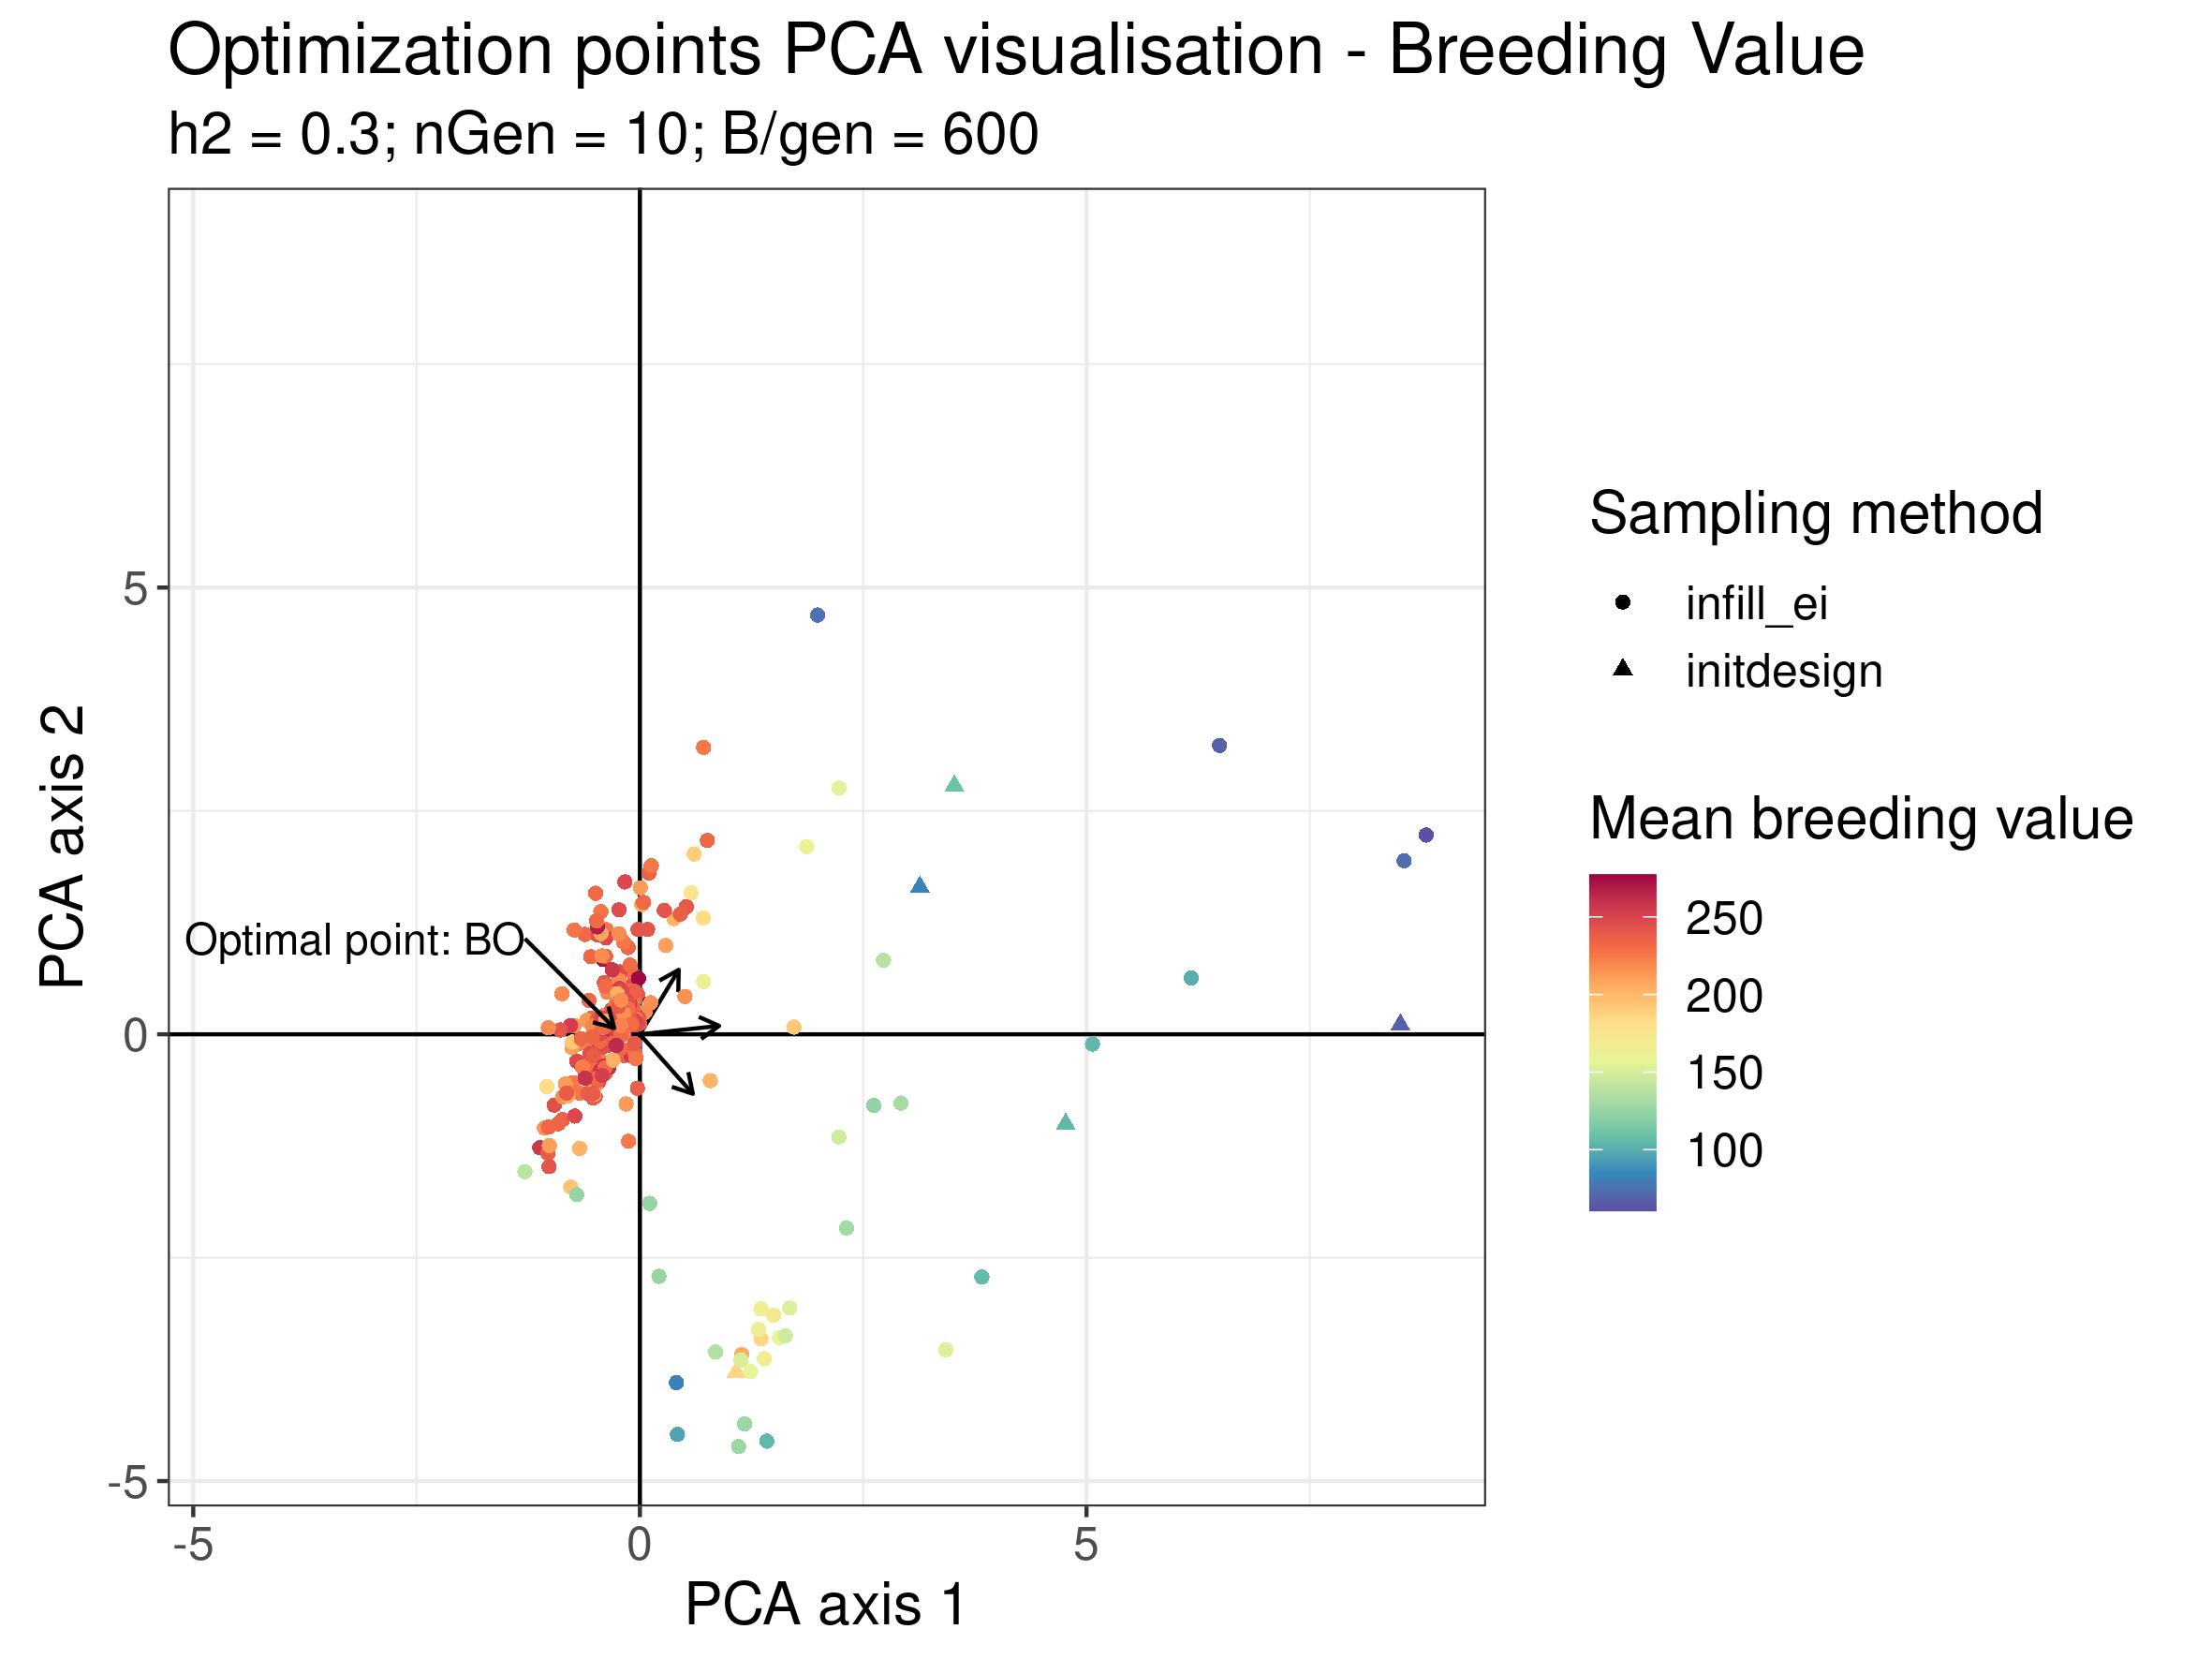 Optimization points PCA visualisation - Breeding Value
h2 = 0.3; nGen = 10; B/gen = 600
PCA axis 2
5
0
-5
Optimal point: BO
-5
0
5
PCA axis 1
Sampling method
infill_ei
initdesign
Mean breeding value
250
200
150
100